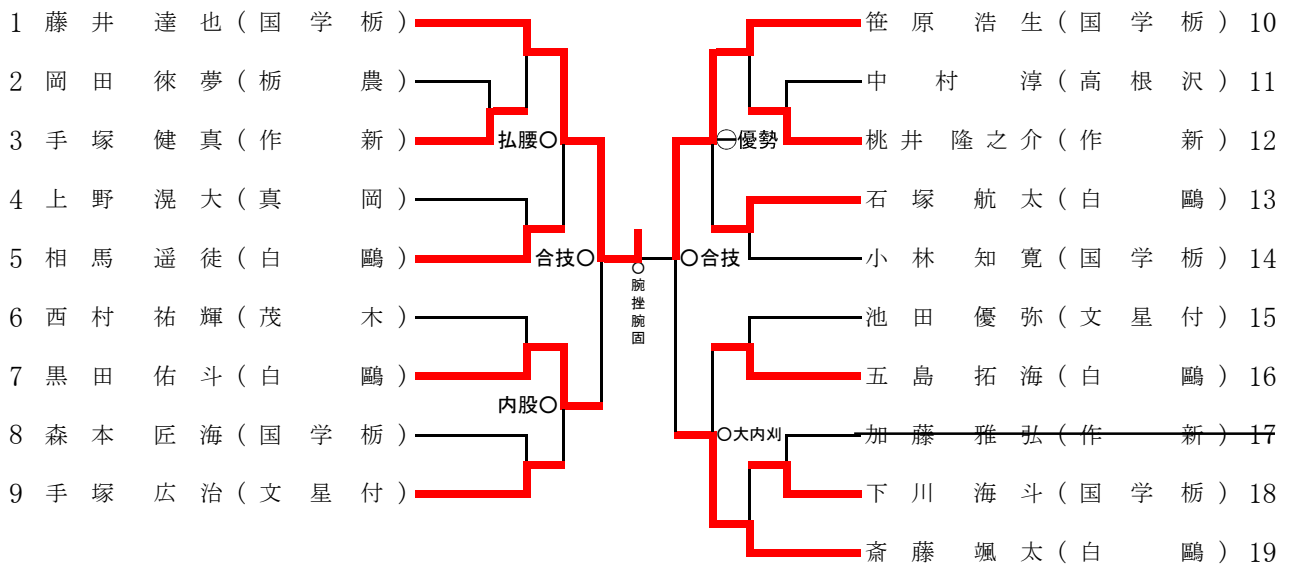 1 藤井 達也(国学栃)
2 岡田 徠夢(栃農)
3 手塚 健真(作新)
4 上野 滉大(真岡)
5 相馬 遥徒(白鷗)
6 西村 祐輝(茂木)
7 黒田 佑斗(白鷗)
8 森本 匠海(国学栃)
9 手塚 広治(文星付)
払腰〇
合技〇
内股〇
〇腕挫腕固
㊀優勢
〇合技
〇大内刈
笹原 浩生(国学栃) 10
中村 淳(高根沢) 11
桃井 隆之介(作新) 12
石塚 航太(白鷗) 13
小林 知寛(国学栃) 14
池田 優弥(文星付) 15
五島 拓海(白鷗) 16
加藤 雅弘(作新) 17
下川 海斗(国学栃) 18
斎藤 颯太(白鷗) 19